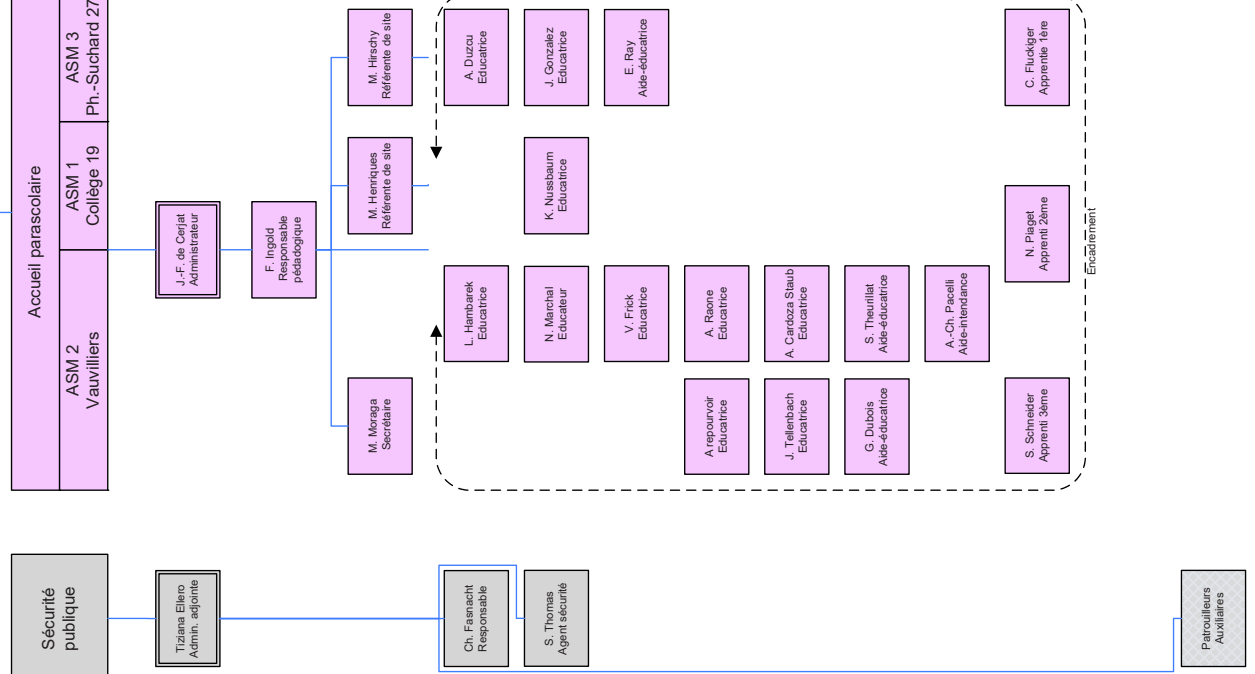 Accueil parascolaire
ASM 2
Vauvilliers
ASM 1
Collège 19
ASM 3
Ph.-Suchard 27
J.-F. de Cerjat
Administrateur
F. Ingold
Responsable
pédadogique
M. Moraga
Secrétaire
M. Henriques
Référente de site
M. Hirschy
Référente de site
L. Hambarek
Educatrice
A. Duzcu
Educatrice
N. Marchal
Educateur
K. Nussbaum
Educatrice
J. Gonzalez
Educatrice
V. Frick
Educatrice
E. Ray
Aide-éducatrice
A repourvoir
Educatrice
A. Raone
Educatrice
J. Tellenbach
Educatrice
A. Cardoza Staub
Educatrice
G. Dubois
Aide-éducatrice
S. Theurillat
Aide-éducatrice
A.-Ch. Pacelli
Aide-intendance
S. Schneider
Apprenti 3ème
N. Piaget
Apprenti 2ème
C. Fluckiger
Apprentie 1ère
Encadrement
Sécurité
publique
Tiziana Ellero
Admin. adjointe
Ch. Fasnacht
Responsable
S. Thomas
Agent sécurité
Patrouilleurs
Auxiliaires